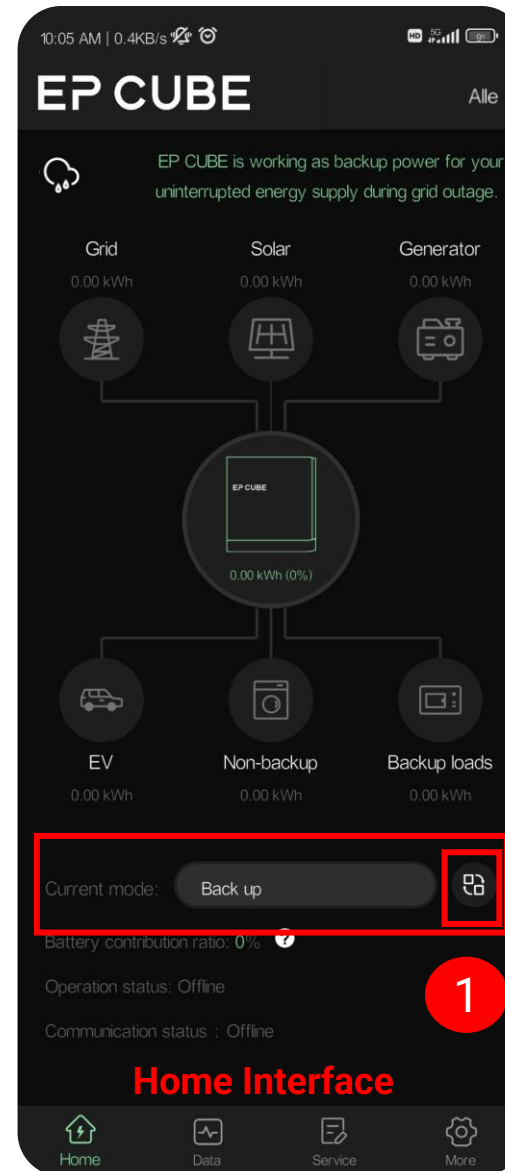 10:05 AM | 0.4KB/s
HD 5G 91
EP CUBE Alle
EP CUBE is working as backup power for your
uninterrupted energy supply during grid outage.
Grid Solar Generator
0.00 kWh 0.00 kWh 0.00 kWh
EP CUBE
0.00 kWh (0%)
EV Non-backup Backup loads
0.00 kWh 0.00 kWh 0.00 kWh
Current mode: Back up
Battery contribution ratio: 0% ?
Operation status: Offline
1
Communication status : Offline
Home Interface
Home Data Service More